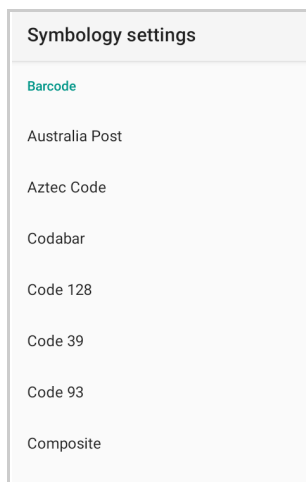 Symbology settings
Barcode
Australia Post
Aztec Code
Codabar
Code 128
Code 39
Code 93
Composite